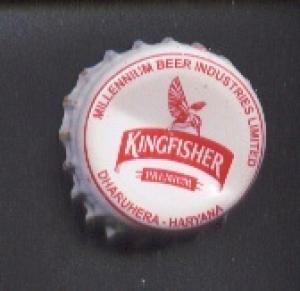 MILLENNIUM BEER INDUSTRIES LIMITED
KINGFISHER
PREMIUM
DHARUHERA - HARYANA